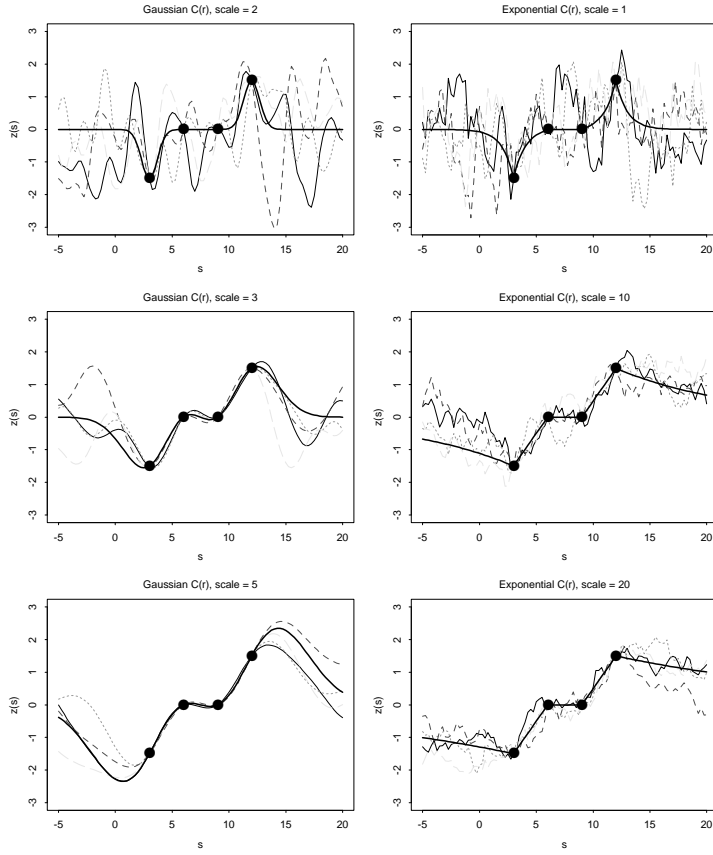 Gaussian C(r), scale = 2
3
2
1
0
-1
-2
-3
z(s)
-5 0 5 10 15 20
s
Exponential C(r), scale = 1
3
2
1
0
-1
-2
-3
z(s)
-5 0 5 10 15 20
s
Gaussian C(r), scale = 3
3
2
1
0
-1
-2
-3
z(s)
-5 0 5 10 15 20
s
Exponential C(r), scale = 10
3
2
1
0
-1
-2
-3
z(s)
-5 0 5 10 15 20
s
Gaussian C(r), scale = 5
3
2
1
0
-1
-2
-3
z(s)
-5 0 5 10 15 20
s
Exponential C(r), scale = 20
3
2
1
0
-1
-2
-3
z(s)
-5 0 5 10 15 20
s